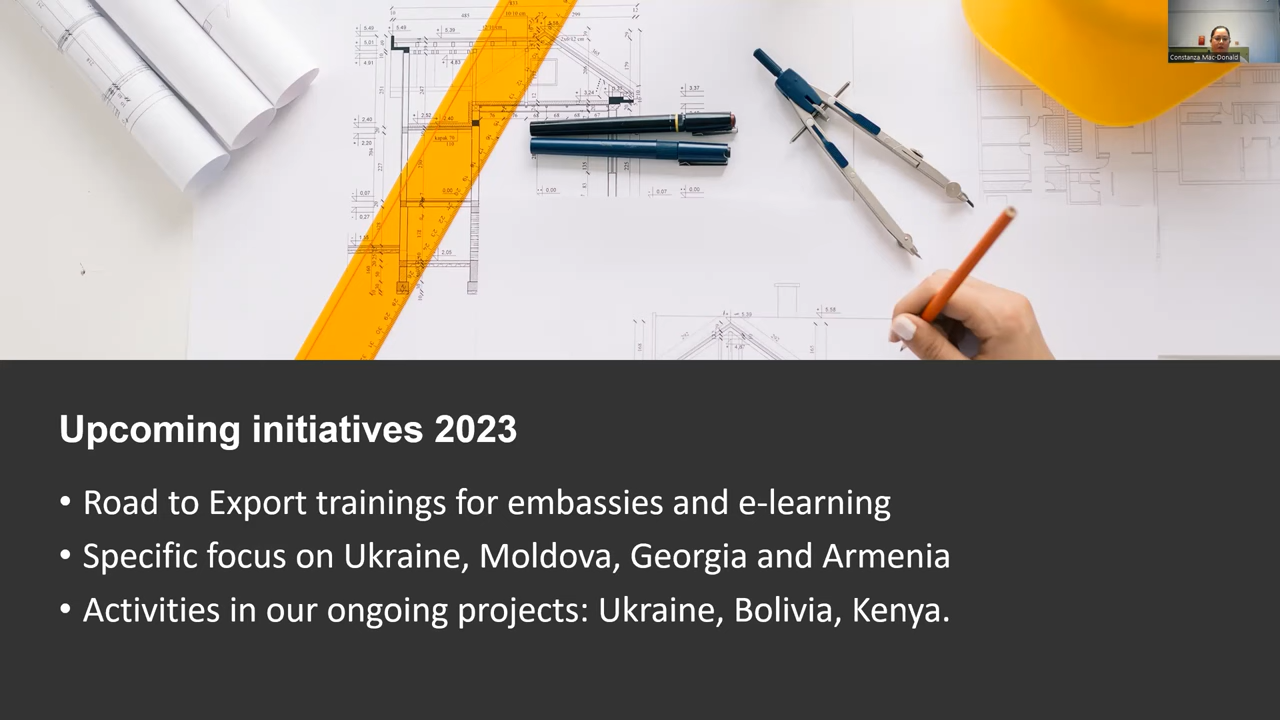 Constanza Mac-Donald
Upcoming initiatives 2023
• Road to Export trainings for embassies and e-learning
• Specific focus on Ukraine, Moldova, Georgia and Armenia
• Activities in our ongoing projects: Ukraine, Bolivia, Kenya.